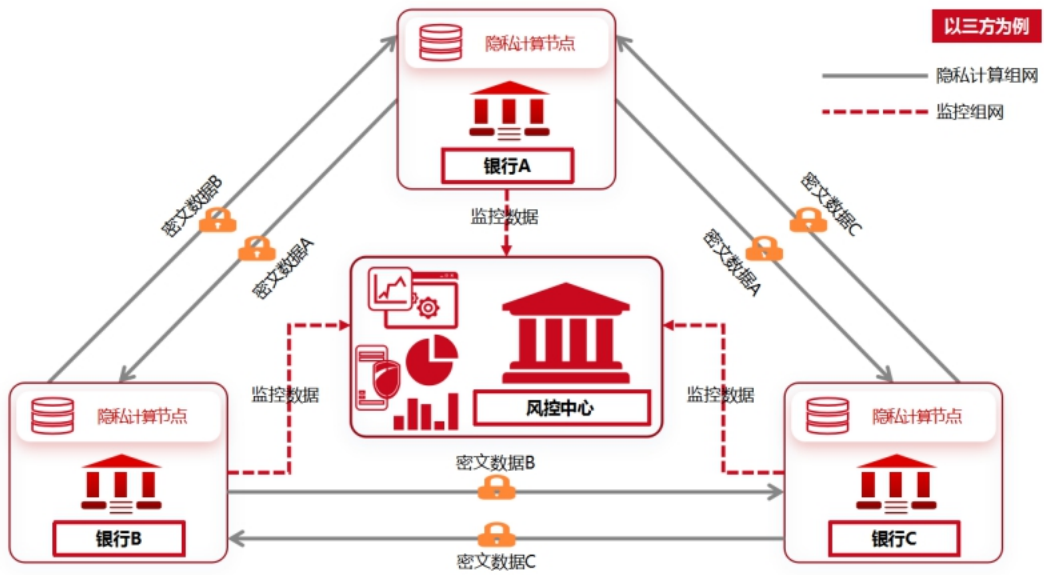 以三方为例
隐私计算节点
隐私计算组网
监控组网
银行A
密文数据B
密文数据A
监控数据
密文数据C
密文数据A
监控数据
监控数据
风控中心
隐私计算节点
隐私计算节点
密文数据B
银行B
银行C
密文数据C